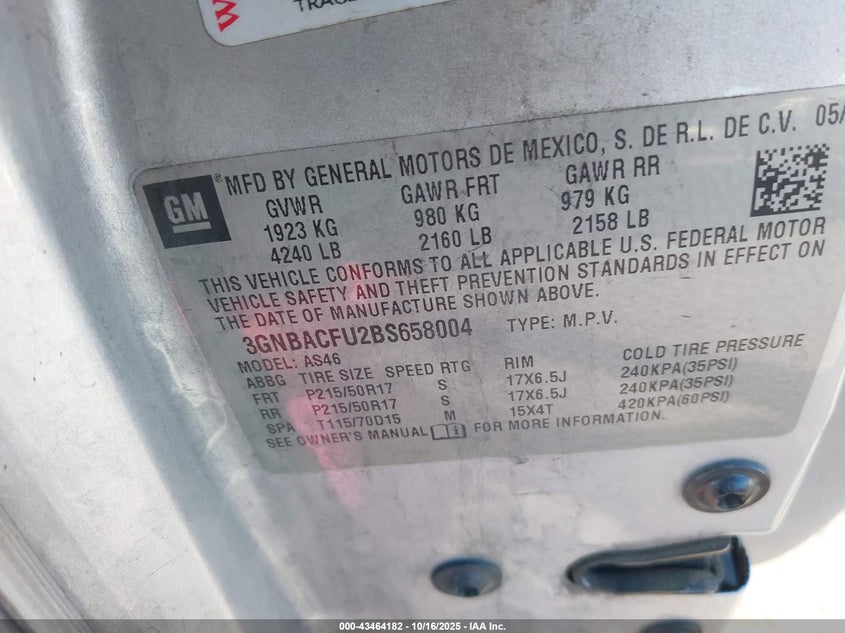 MFD BY GENERAL MOTORS DE MEXICO, S. DE R.L. DE C.V. 05/
GM
®
GVWR GAWR FRT GAWR RR
1923 KG 980 KG 979 KG
4240 LB 2160 LB 2158 LB
THIS VEHICLE CONFORMS TO ALL APPLICABLE U.S. FEDERAL MOTOR
VEHICLE SAFETY AND THEFT PREVENTION STANDARDS IN EFFECT ON
THE DATE OF MANUFACTURE SHOWN ABOVE.
3GNBACFU2BS658004 TYPE: M.P.V.
MODEL: AS46
ABBG TIRE SIZE SPEED RTG RIM COLD TIRE PRESSURE
FRT P215/50R17 S 17X6.5J 240KPA(35PSI)
RR P215/50R17 S 17X6.5J 240KPA(35PSI)
SPA T115/70D15 M 15X4T 420KPA(60PSI)
SEE OWNER'S MANUAL FOR MORE INFORMATION.
000-43464182 - 10/16/2025 - IAA Inc.